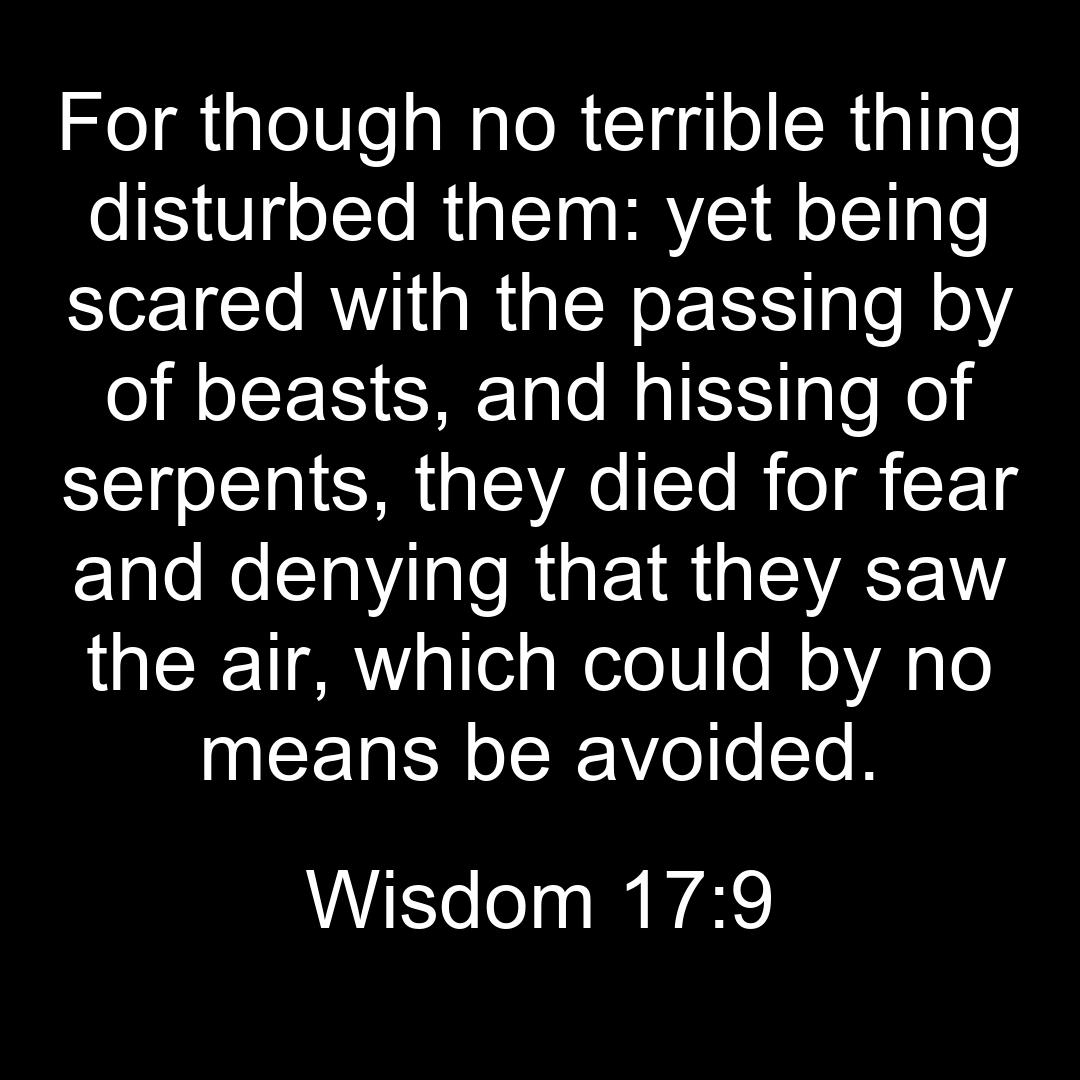 For though no terrible thing
disturbed them: yet being
scared with the passing by
of beasts, and hissing of
serpents, they died for fear
and denying that they saw
the air, which could by no
means be avoided.
Wisdom 17:9